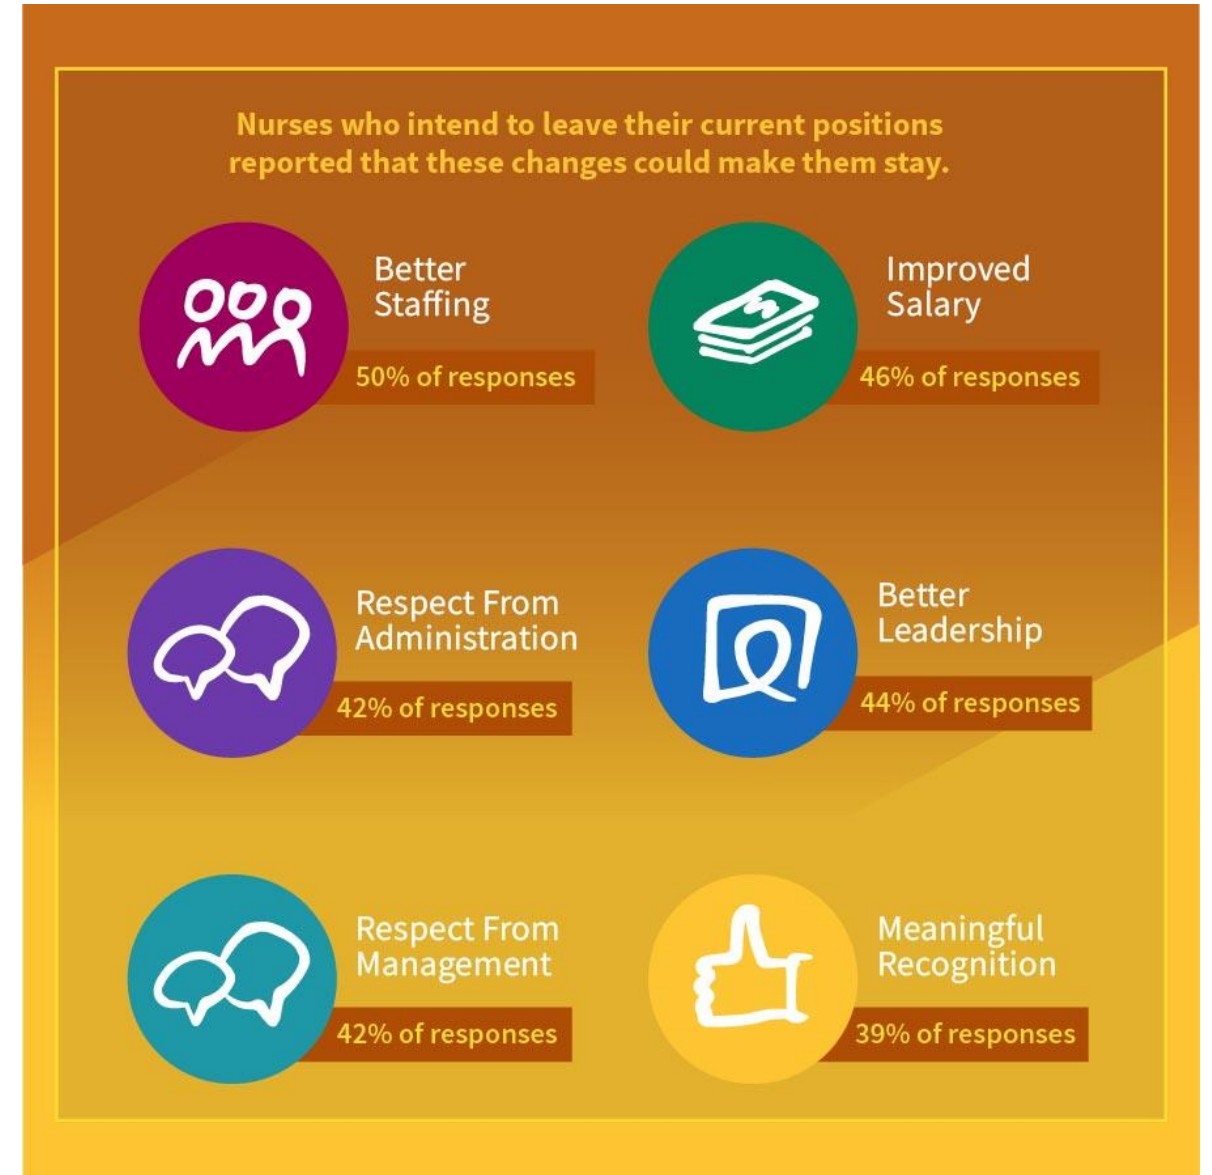 Nurses who intend to leave their current positions
reported that these changes could make them stay.
Better
Staffing
50% of responses
Improved
Salary
46% of responses
Respect From
Administration
42% of responses
Better
Leadership
44% of responses
Respect From
Management
42% of responses
Meaningful
Recognition
39% of responses